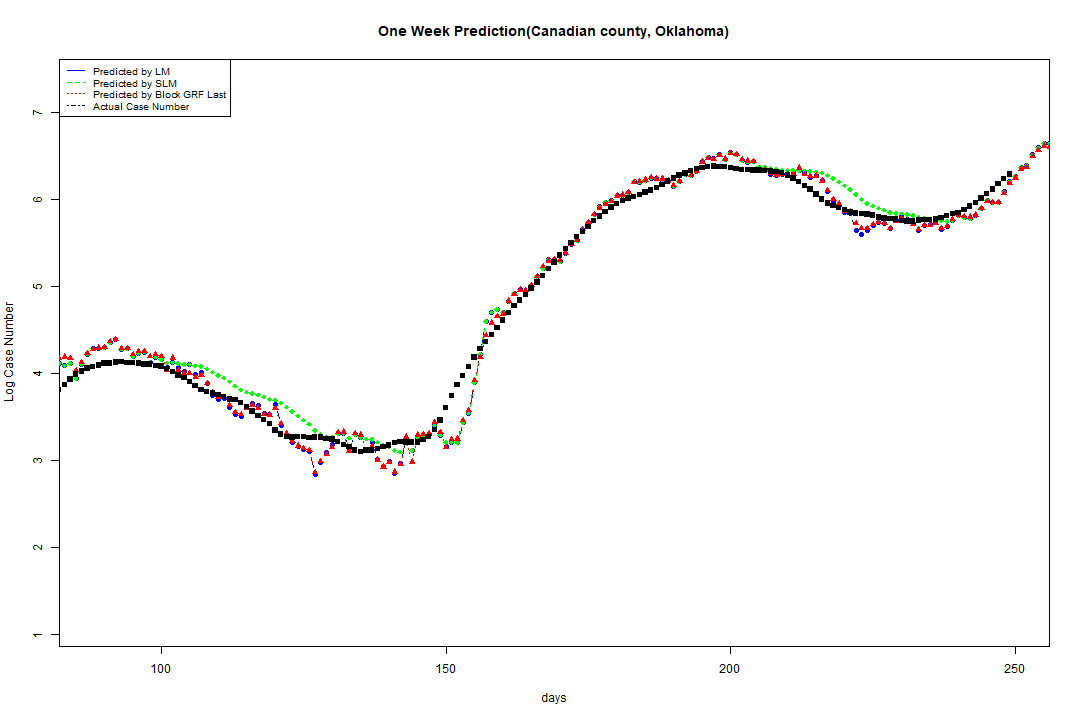 One Week Prediction(Canadian county, Oklahoma)
Predicted by LM
Predicted by SLM
Predicted by Block GRF Last
Actual Case Number
7
6
5
4
3
2
1
Log Case Number
100 150 200 250
days